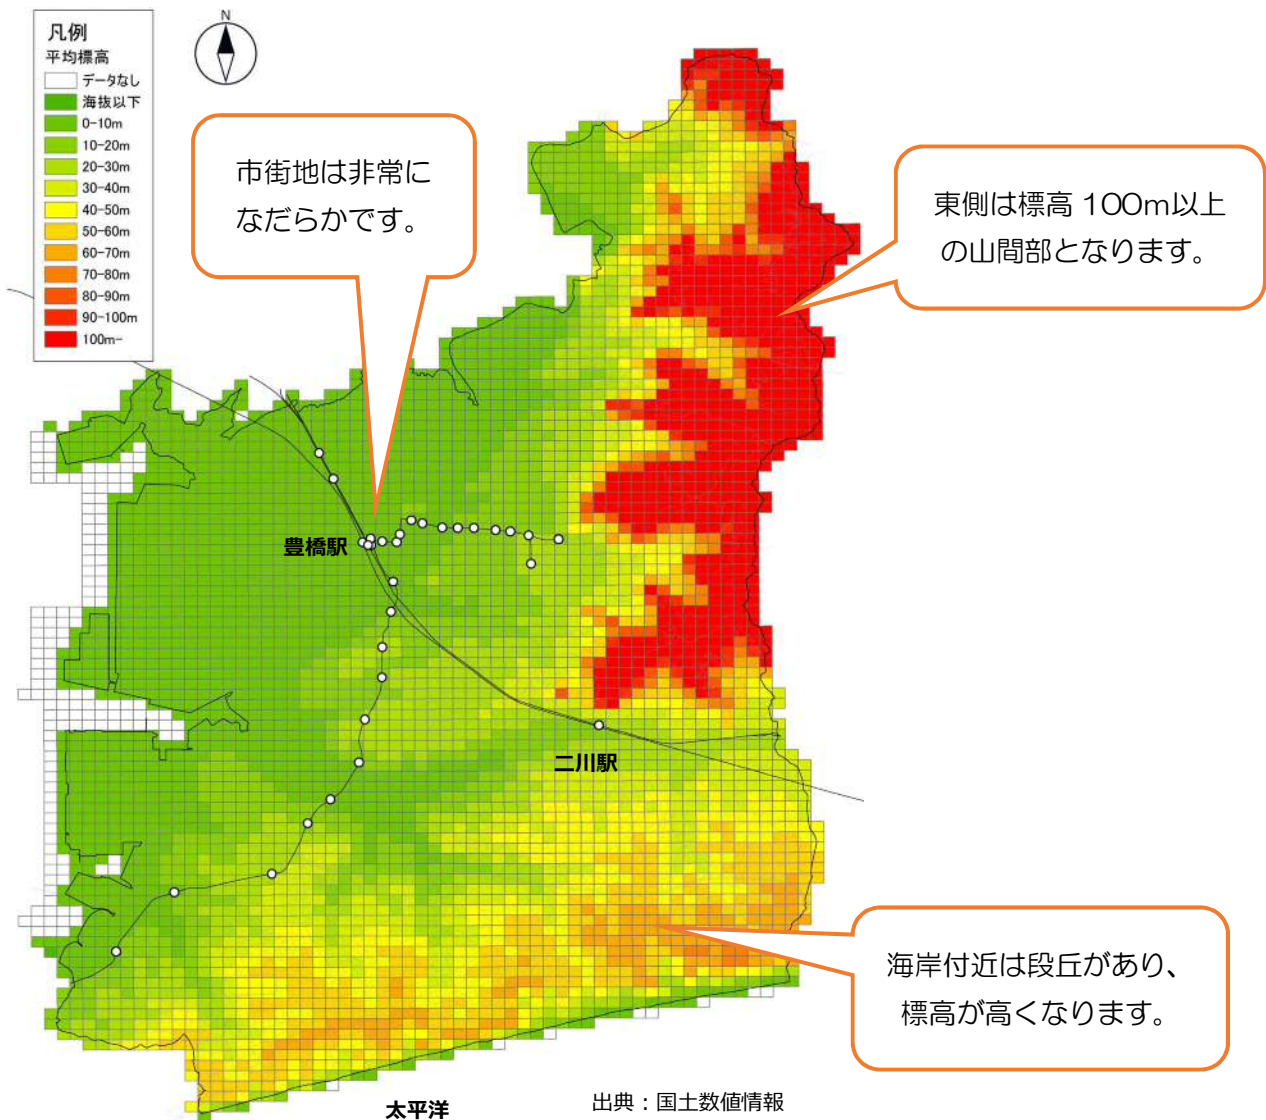 凡例
平均標高
データなし
海抜以下
0-10m
10-20m
20-30m
30-40m
40-50m
50-60m
60-70m
70-80m
80-90m
90-100m
100m-
N
市街地は非常に
なだらかです。
東側は標高 100m以上
の山間部となります。
豊橋駅
二川駅
海岸付近は段丘があり、
標高が高くなります。
太平洋
出典：国土数値情報